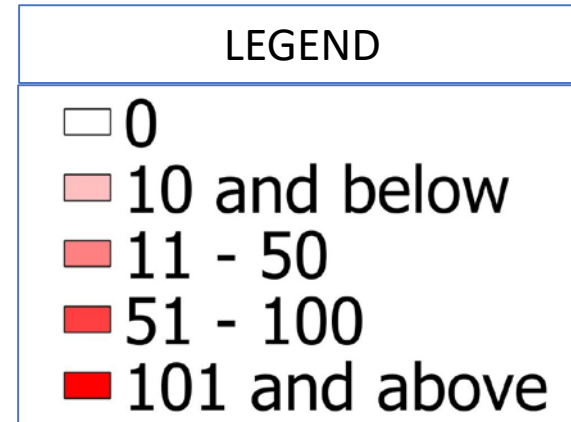 LEGEND
0
10 and below
11 - 50
51 - 100
101 and above